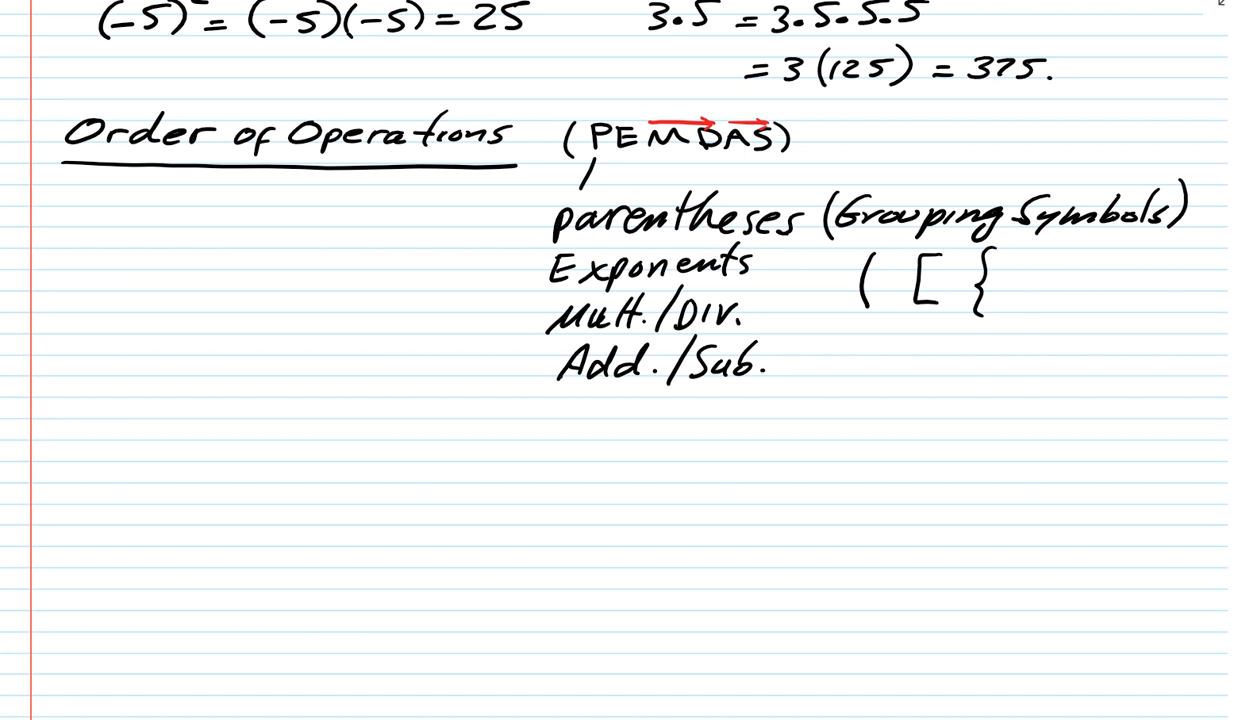 (-5)² = (-5)(-5) = 25
3·5 = 3·5·5·5
= 3(125) = 375.
Order of Operations (PEMDAS)
parentheses (Grouping Symbols)
Exponents ( [ {
Mult./Div.
Add./Sub.